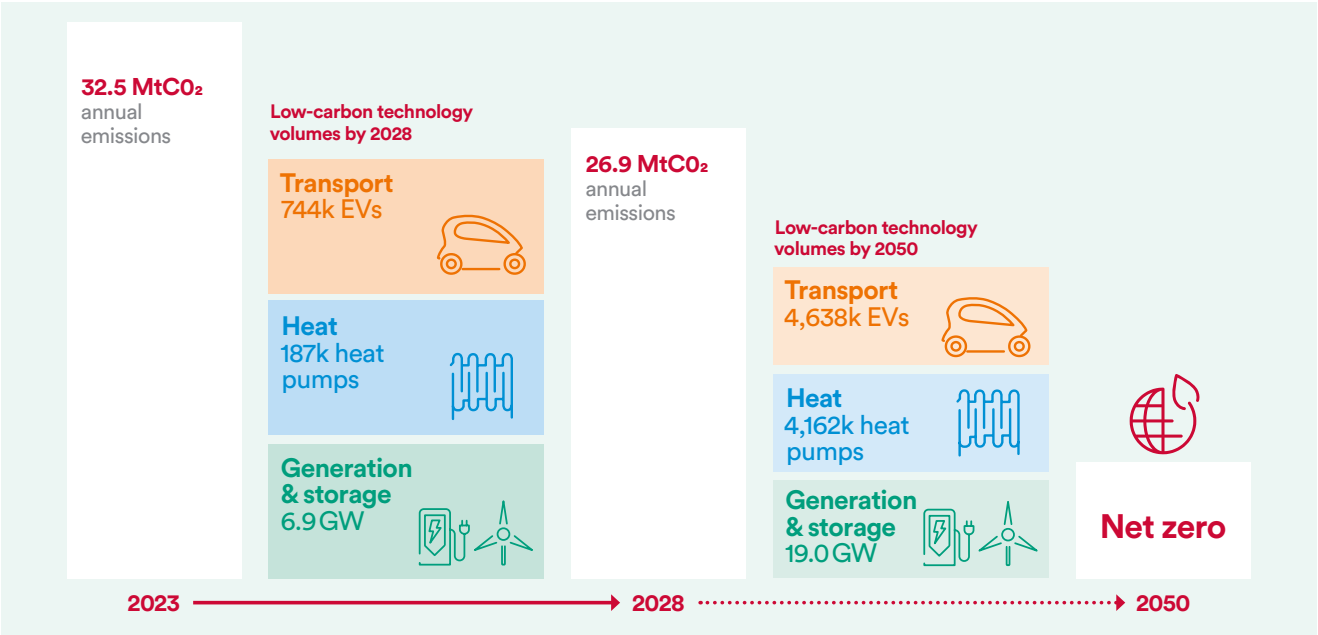 32.5 MtCO₂
annual
emissions
Low-carbon technology
volumes by 2028
Transport
744k EVs
Heat
187k heat
pumps
Generation
& storage
6.9 GW
26.9 MtCO₂
annual
emissions
Low-carbon technology
volumes by 2050
Transport
4,638k EVs
Heat
4,162k heat
pumps
Generation
& storage
19.0 GW
Net zero
2023
2028
2050